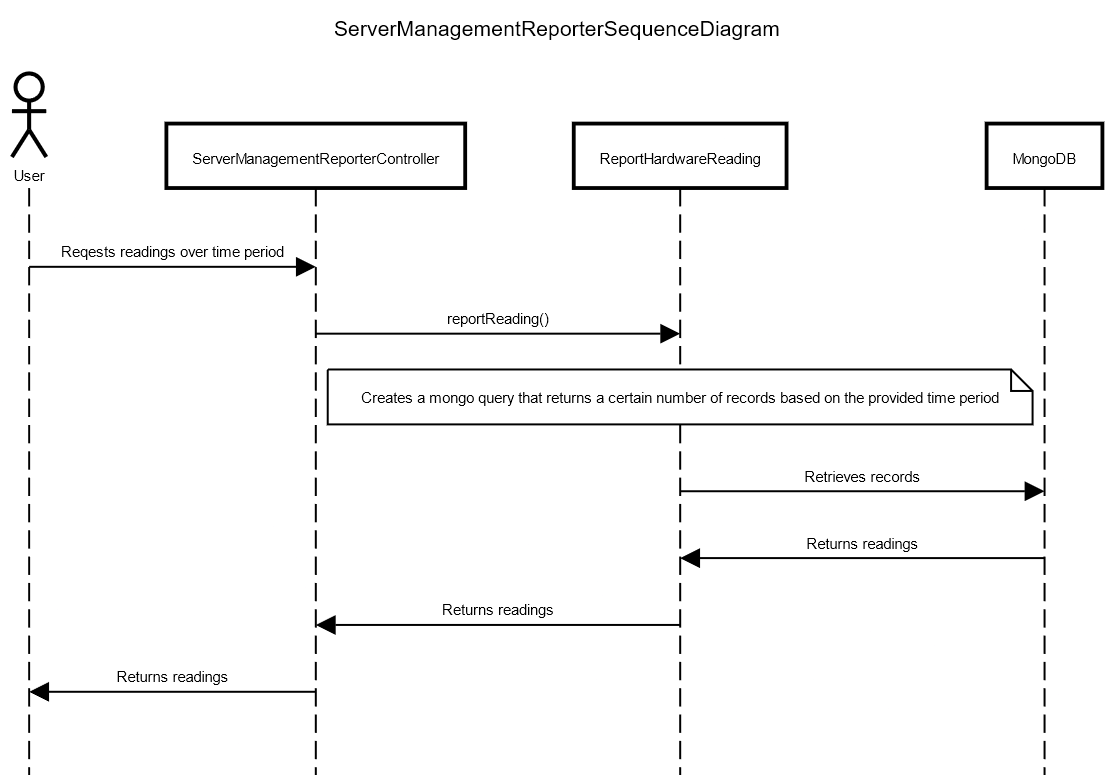 ServerManagementReporterSequenceDiagram
User
ServerManagementReporterController
ReportHardwareReading
MongoDB
Reqests readings over time period
reportReading()
Creates a mongo query that returns a certain number of records based on the provided time period
Retrieves records
Returns readings
Returns readings
Returns readings